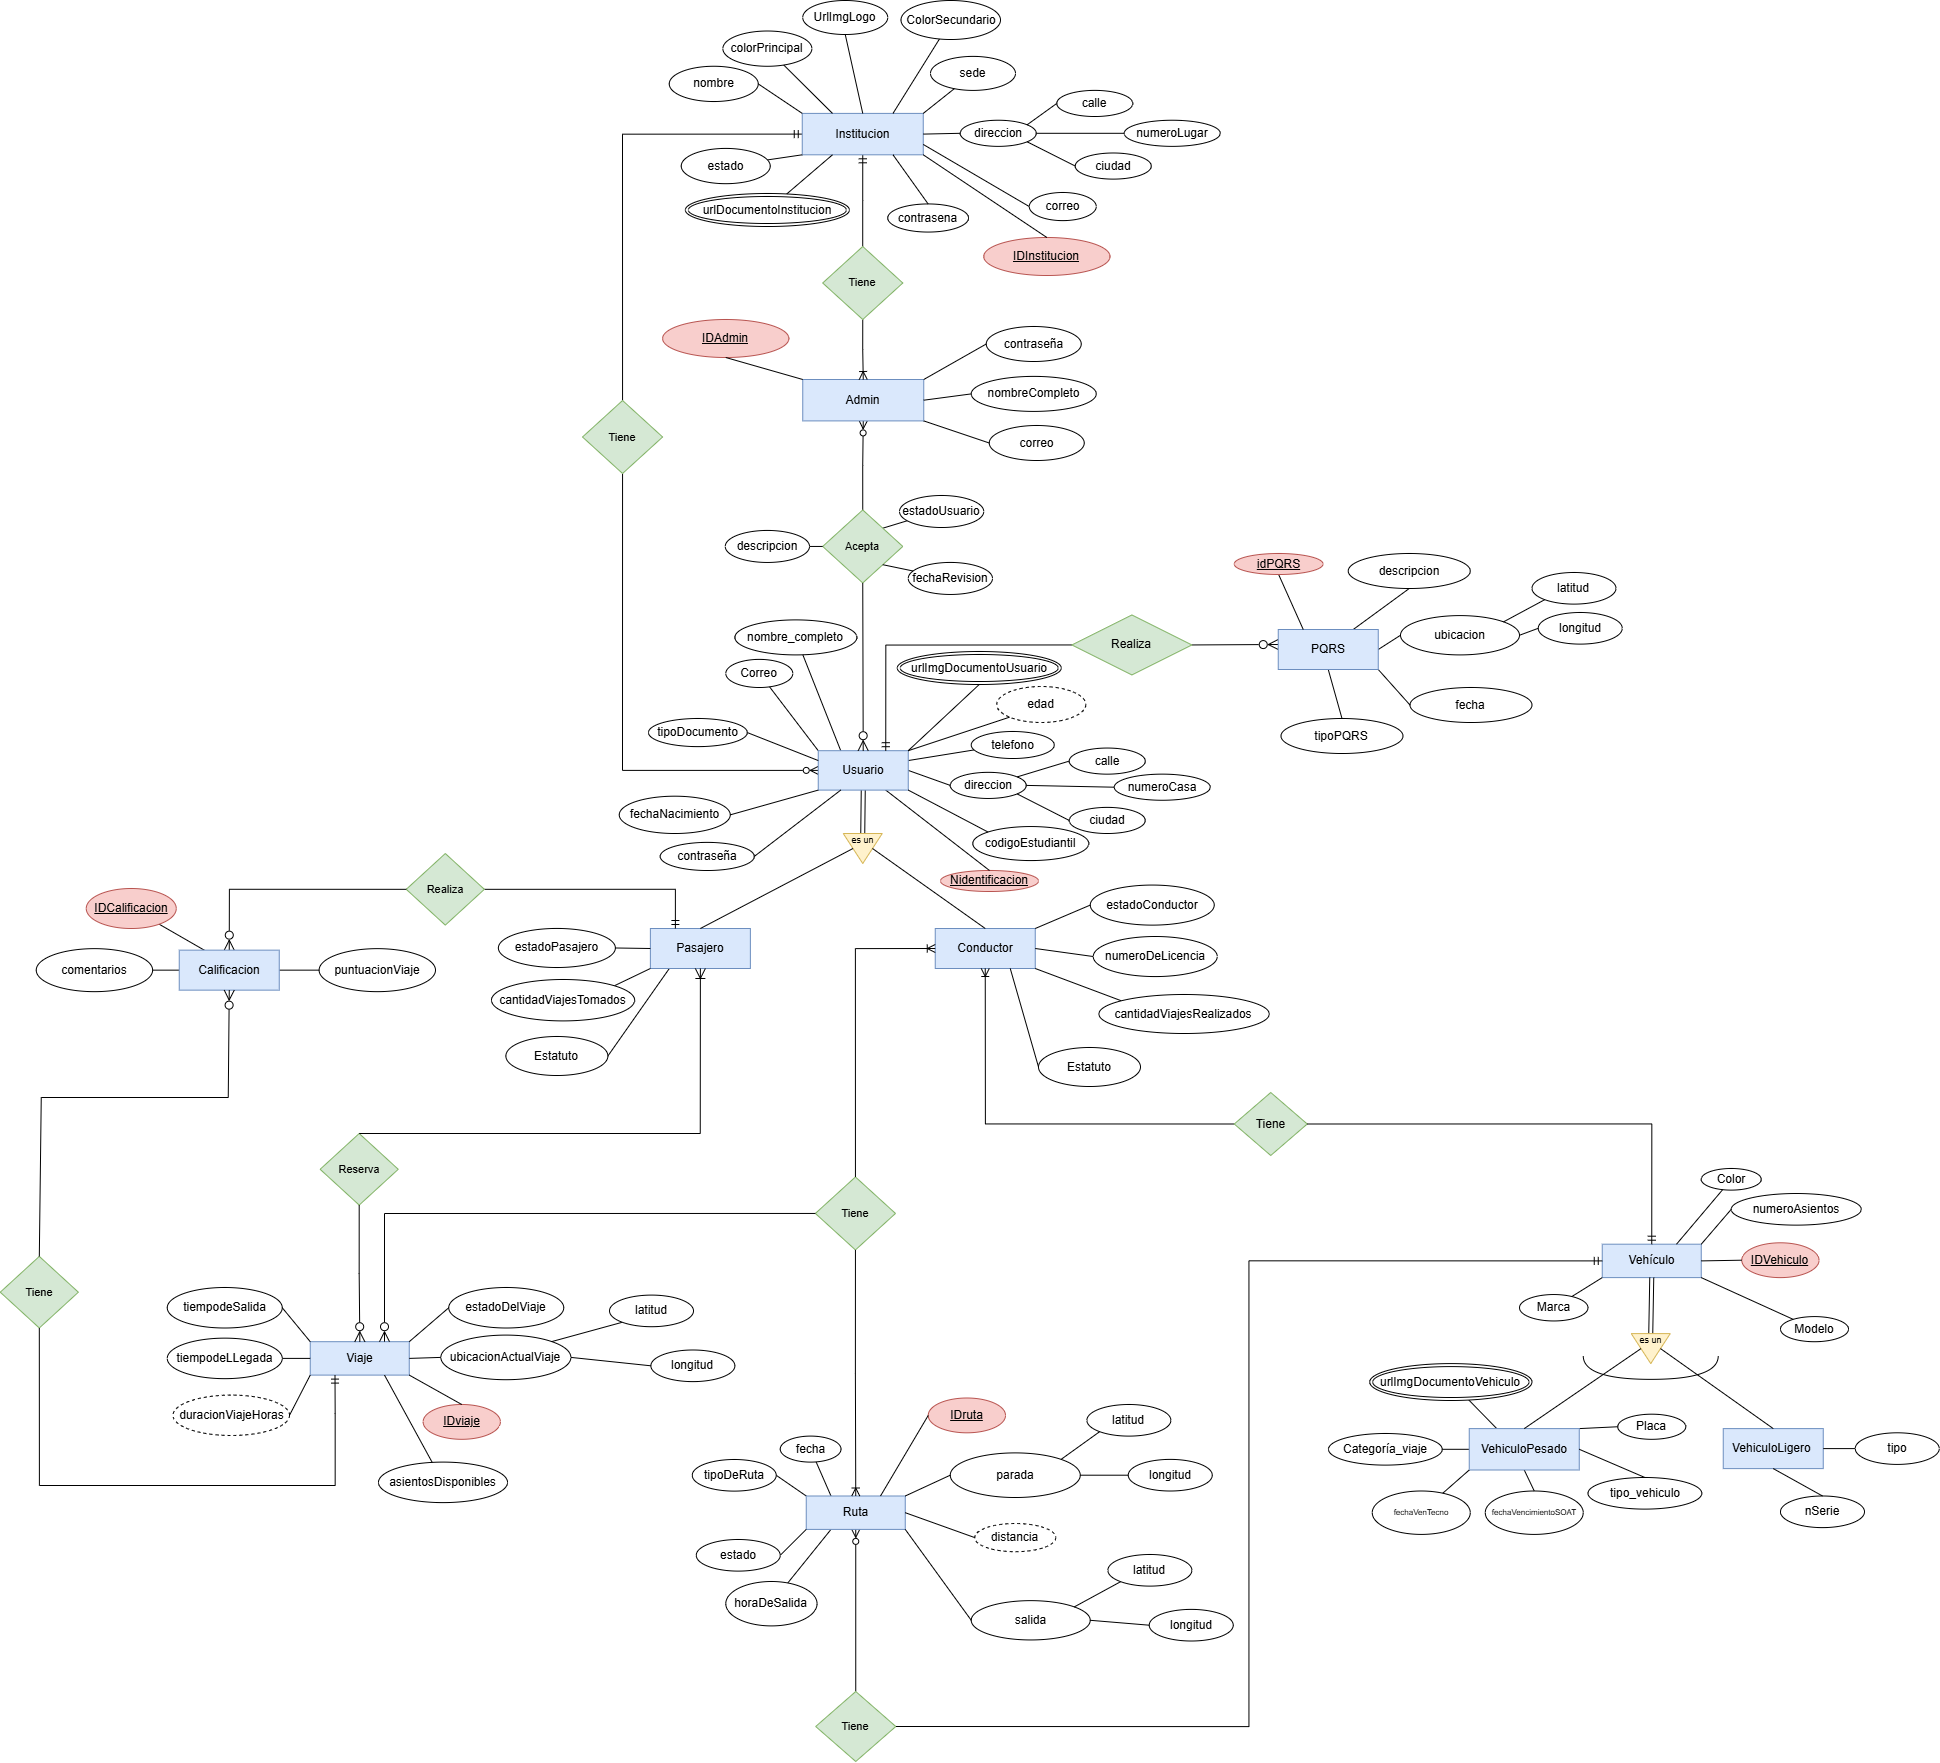 UrlImgLogo
ColorSecundario
colorPrincipal
sede
nombre
calle
Institucion
direccion
numeroLugar
estado
ciudad
urlDocumentoInstitucion
correo
contrasena
IDInstitucion
Tiene
IDAdmin
contraseña
nombreCompleto
Admin
correo
Tiene
estadoUsuario
descripcion
Acepta
fechaRevision
idPQRS
descripcion
latitud
ubicacion
longitud
nombre_completo
Realiza
PQRS
Correo
urlImgDocumentoUsuario
edad
fecha
tipoDocumento
telefono
tipoPQRS
Usuario
calle
direccion
numeroCasa
fechaNacimiento
ciudad
es un
codigoEstudiantil
contraseña
Nidentificacion
Realiza
IDCalificacion
estadoConductor
estadoPasajero
Pasajero
Conductor
numeroDeLicencia
comentarios
Calificacion
puntuacionViaje
cantidadViajesTomados
cantidadViajesRealizados
Estatuto
Estatuto
Tiene
Reserva
Color
Tiene
numeroAsientos
Vehículo
IDVehiculo
Tiene
tiempodeSalida
estadoDelViaje
latitud
Marca
Modelo
es un
tiempodeLLegada
Viaje
ubicacionActualViaje
longitud
urlImgDocumentoVehiculo
duracionViajeHoras
IDviaje
IDruta
latitud
Placa
fecha
Categoría_viaje
VehiculoPesado
VehiculoLigero
tipo
asientosDisponibles
tipoDeRuta
parada
longitud
tipo_vehiculo
Ruta
fechaVenTecno
fechaVencimientoSOAT
nSerie
distancia
estado
latitud
horaDeSalida
salida
longitud
Tiene